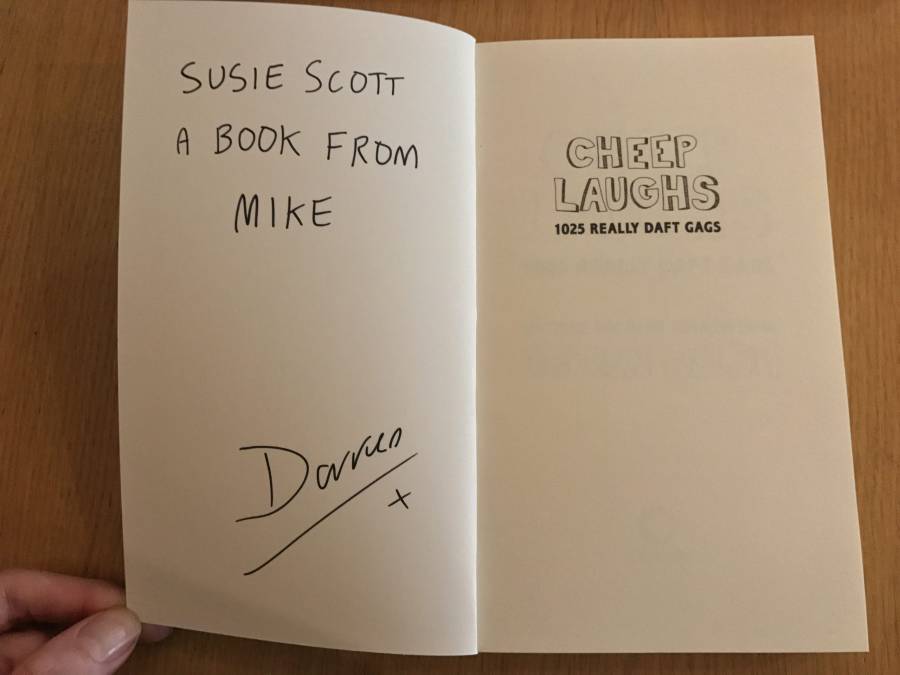 SUSIE SCOTT
A BOOK FROM
MIKE
Darren
x
CHEEP
LAUGHS
1025 REALLY DAFT GAGS